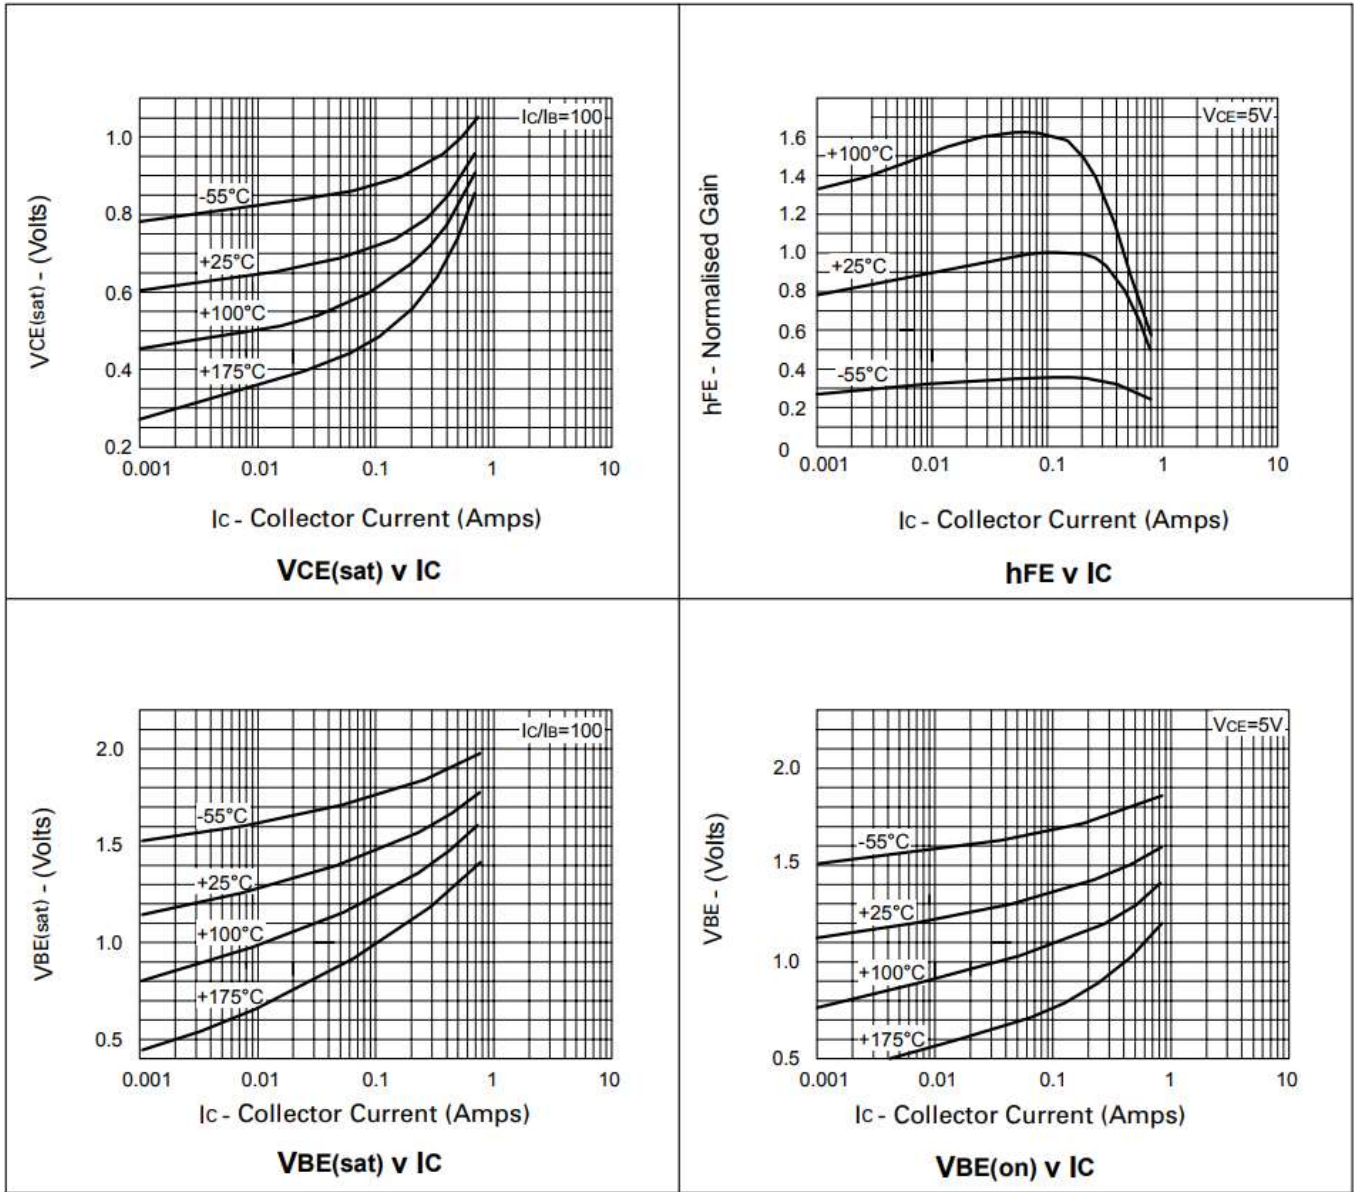 IC/IB=100
1.0
-55°C
0.8
+25°C
0.6
+100°C
+175°C
0.4
0.2
0.001 0.01 0.1 1 10
VCE(sat) - (Volts)
IC - Collector Current (Amps)
VCE(sat) v IC
VCE=5V
1.6
+100°C
1.4
1.2
1.0
+25°C
0.8
0.6
0.4
-55°C
0.2
0
0.001 0.01 0.1 1 10
hFE - Normalised Gain
IC - Collector Current (Amps)
hFE v IC
IC/IB=100
2.0
-55°C
1.5
+25°C
+100°C
1.0
+175°C
0.5
0.001 0.01 0.1 1 10
VBE(sat) - (Volts)
IC - Collector Current (Amps)
VBE(sat) v IC
VCE=5V
2.0
-55°C
1.5
+25°C
1.0
+100°C
+175°C
0.5
0.001 0.01 0.1 1 10
VBE - (Volts)
IC - Collector Current (Amps)
VBE(on) v IC